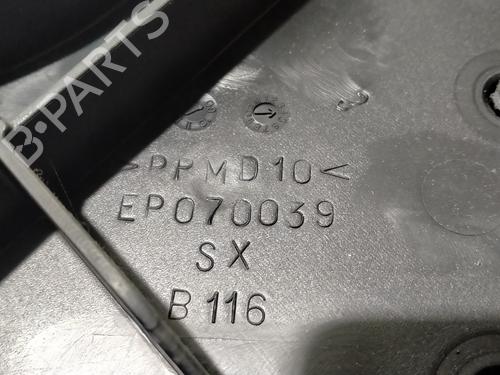 B-PARTS
>PPMD10<
EP070039
SX
B116